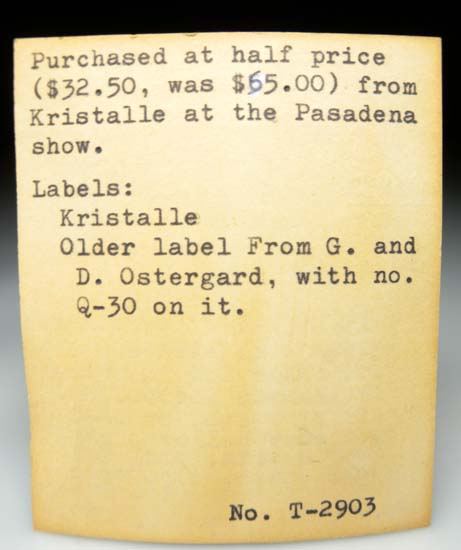 Purchased at half price
($32.50, was $65.00) from
Kristalle at the Pasadena
show.
Labels:
Kristalle
Older label From G. and
D. Ostergard, with no.
Q-30 on it.
No. T-2903